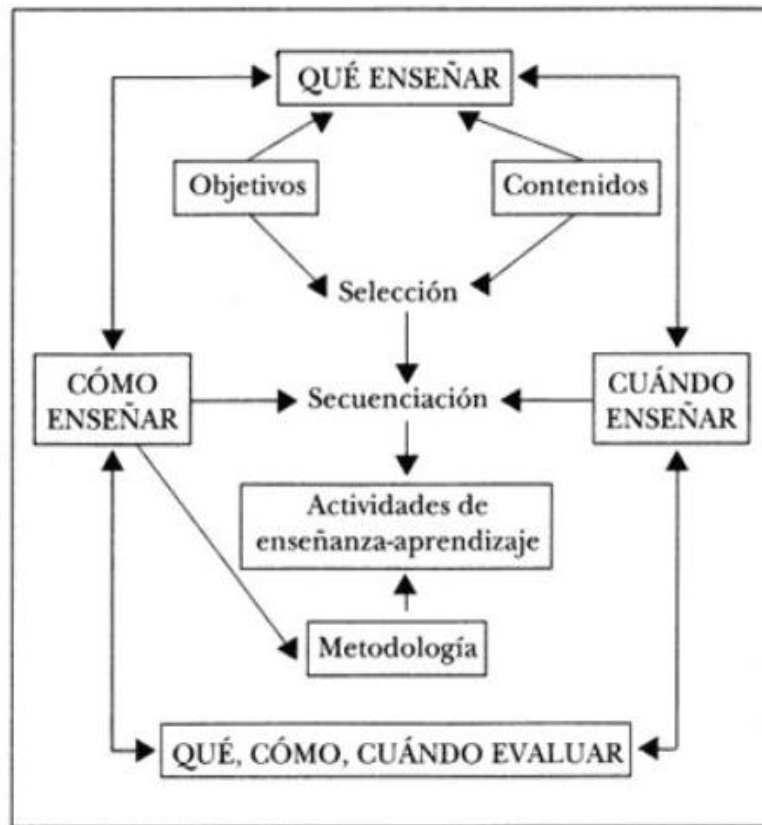 QUÉ ENSEÑAR
Objetivos
Contenidos
Selección
CÓMO
ENSEÑAR
Secuenciación
CUÁNDO
ENSEÑAR
Actividades de
enseñanza-aprendizaje
Metodología
QUÉ, CÓMO, CUÁNDO EVALUAR